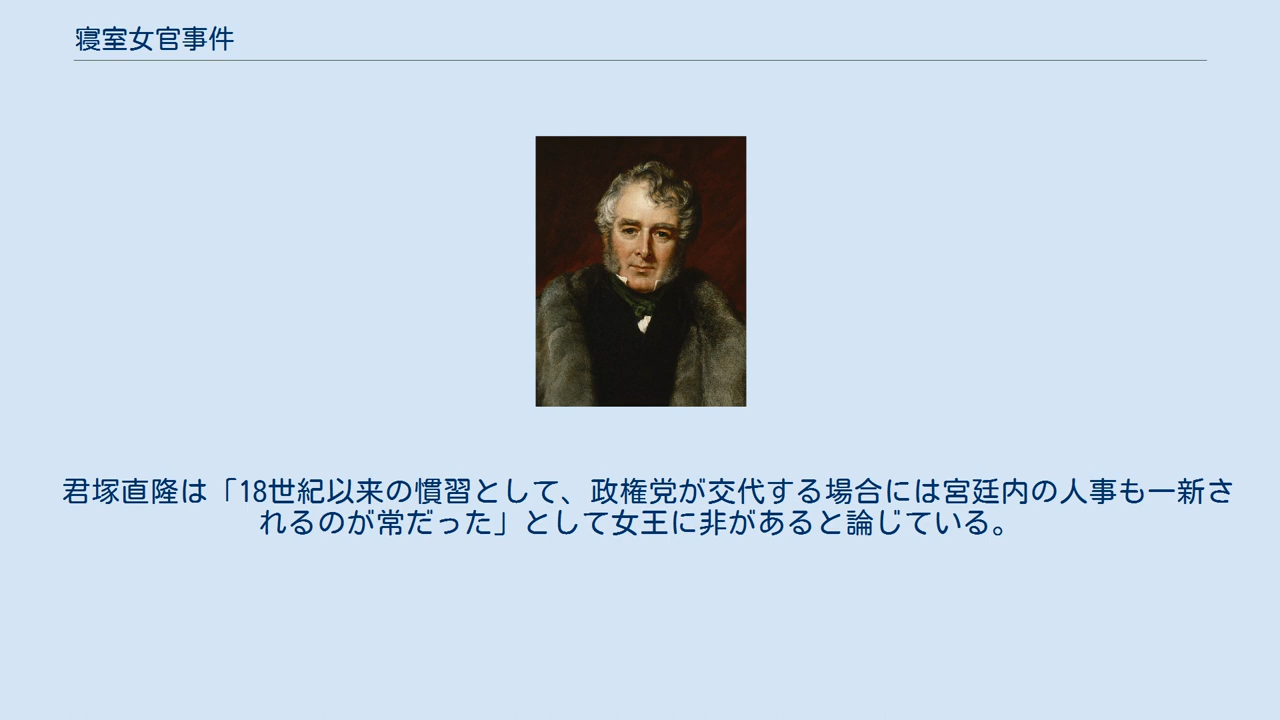 寝室女官事件
君塚直隆は「18世紀以来の慣習として、政権党が交代する場合には宮廷内の人事も一新さ
れるのが常だった」として女王に非があると論じている。